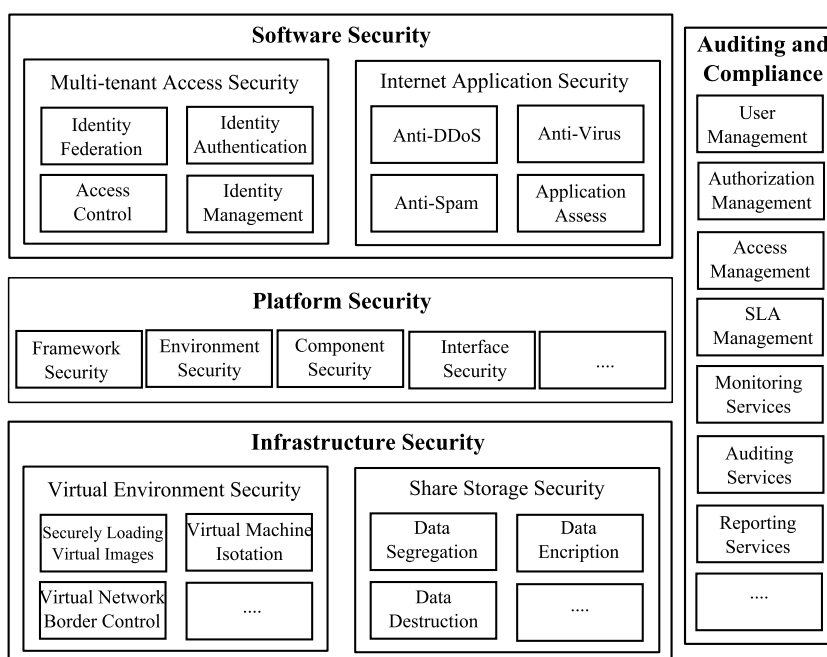 Software Security
Multi-tenant Access Security
Identity
Federation
Identity
Authentication
Access
Control
Identity
Management
Internet Application Security
Anti-DDoS
Anti-Virus
Anti-Spam
Application
Assess
Platform Security
Framework
Security
Environment
Security
Component
Security
Interface
Security
....
Infrastructure Security
Virtual Environment Security
Securely Loading
Virtual Images
Virtual Machine
Isotation
Virtual Network
Border Control
....
Share Storage Security
Data
Segregation
Data
Encription
Data
Destruction
....
Auditing and
Compliance
User
Management
Authorization
Management
Access
Management
SLA
Management
Monitoring
Services
Auditing
Services
Reporting
Services
....